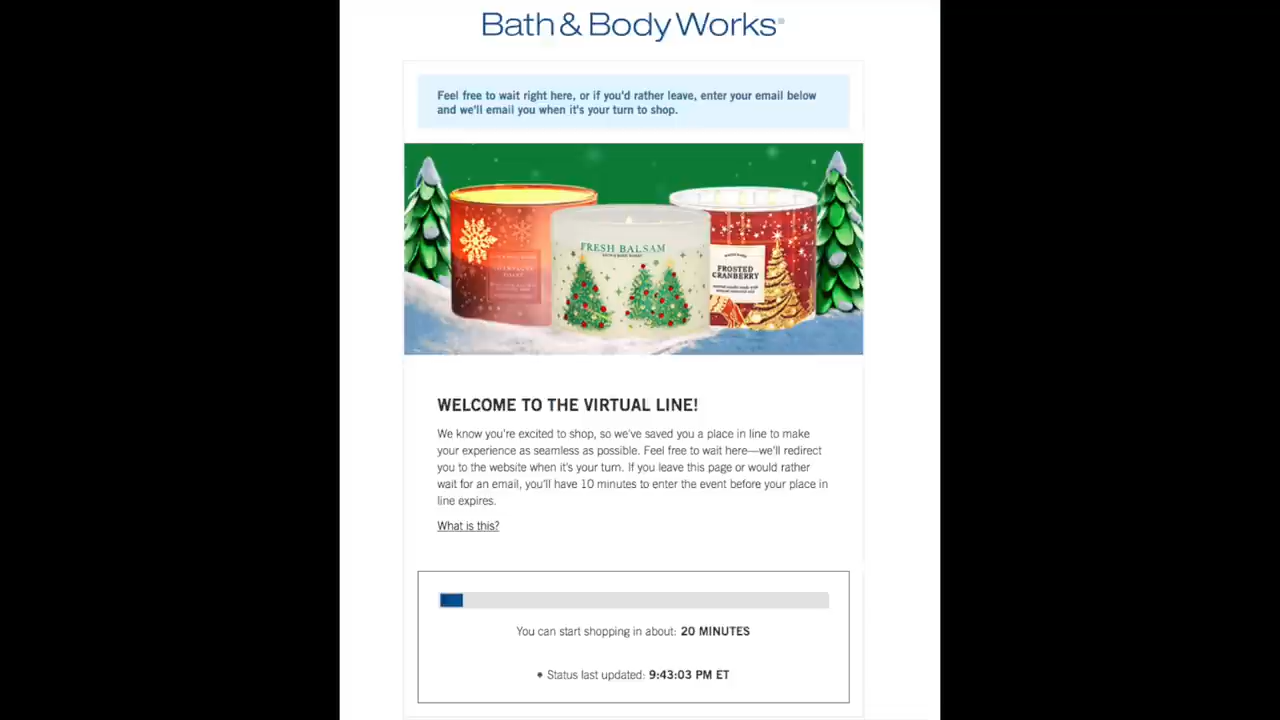 Bath & Body Works®
Feel free to wait right here, or if you'd rather leave, enter your email below
and we'll email you when it's your turn to shop.
FRESH BALSAM
FROSTED
CRANBERRY
WELCOME TO THE VIRTUAL LINE!
We know you're excited to shop, so we've saved you a place in line to make
your experience as seamless as possible. Feel free to wait here—we'll redirect
you to the website when it's your turn. If you leave this page or would rather
wait for an email, you'll have 10 minutes to enter the event before your place in
line expires.
What is this?
You can start shopping in about: 20 MINUTES
• Status last updated: 9:43:03 PM ET